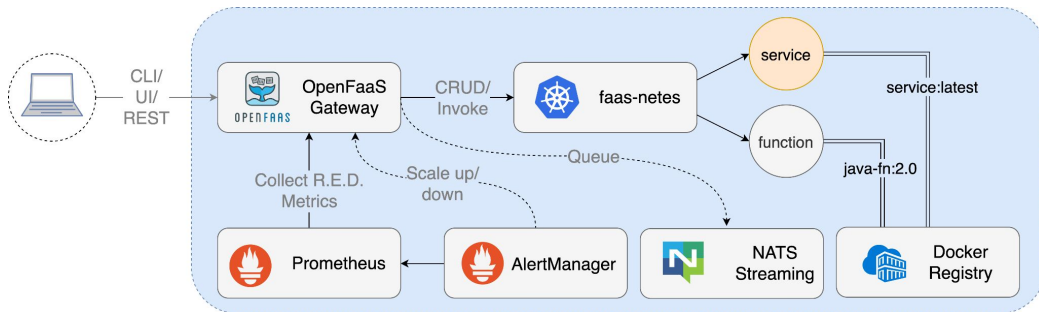 CLI/
UI/
REST
OPENFAAS
OpenFaaS
Gateway
CRUD/
Invoke
faas-netes
service
function
service:latest
java-fn:2.0
Queue
Collect R.E.D.
Metrics
Scale up/
down
Prometheus
AlertManager
N
NATS
Streaming
Docker
Registry